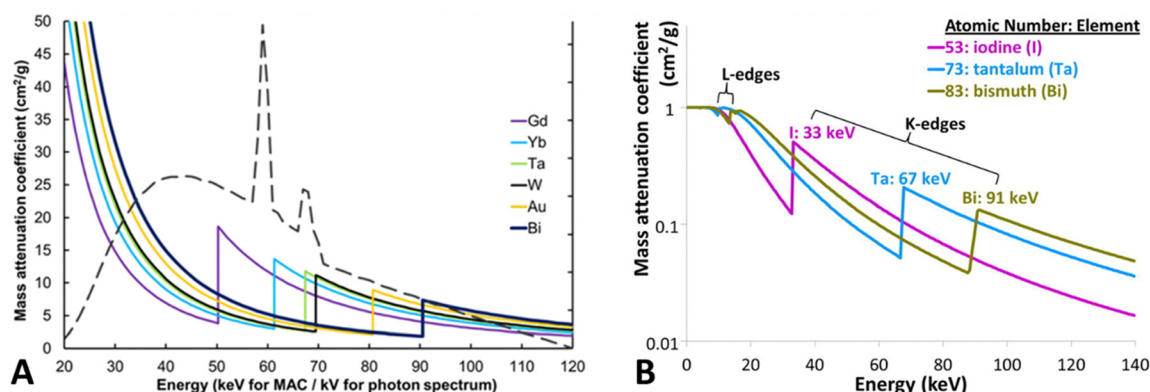 50
45
40
35
30
25
20
15
10
5
0
Mass attenuation coefficient (cm²/g)
Gd
Yb
Ta
W
Au
Bi
20 30 40 50 60 70 80 90 100 110 120
Energy (keV for MAC / kV for photon spectrum)
A
B
Atomic Number: Element
53: iodine (I)
73: tantalum (Ta)
83: bismuth (Bi)
Mass attenuation coefficient
(cm²/g)
L-edges
K-edges
I: 33 keV
Ta: 67 keV
Bi: 91 keV
1
0.1
0.01
0 20 40 60 80 100 120 140
Energy (keV)